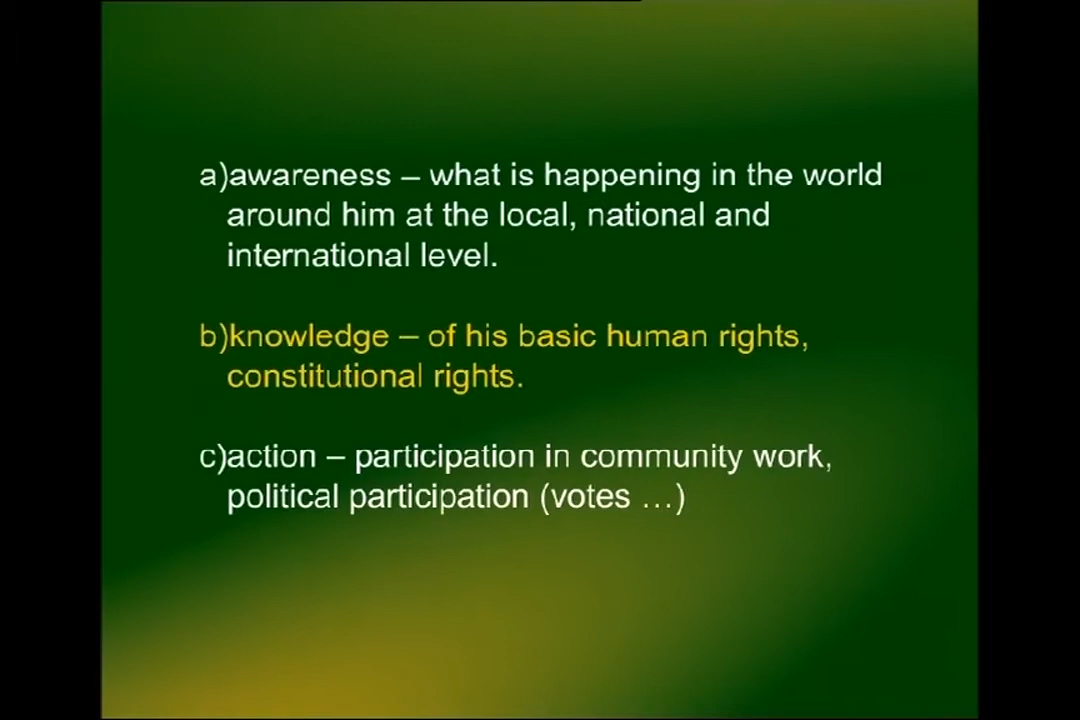 a)awareness – what is happening in the world
around him at the local, national and
international level.
b)knowledge – of his basic human rights,
constitutional rights.
c)action – participation in community work,
political participation (votes …)